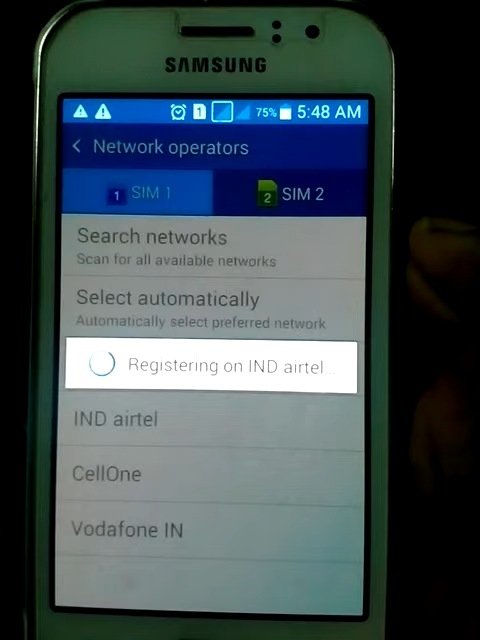 SAMSUNG
1 75% 5:48 AM
< Network operators
1 SIM 1 2 SIM 2
Search networks
Scan for all available networks
Select automatically
Automatically select preferred network
Registering on IND airtel...
IND airtel
CellOne
Vodafone IN